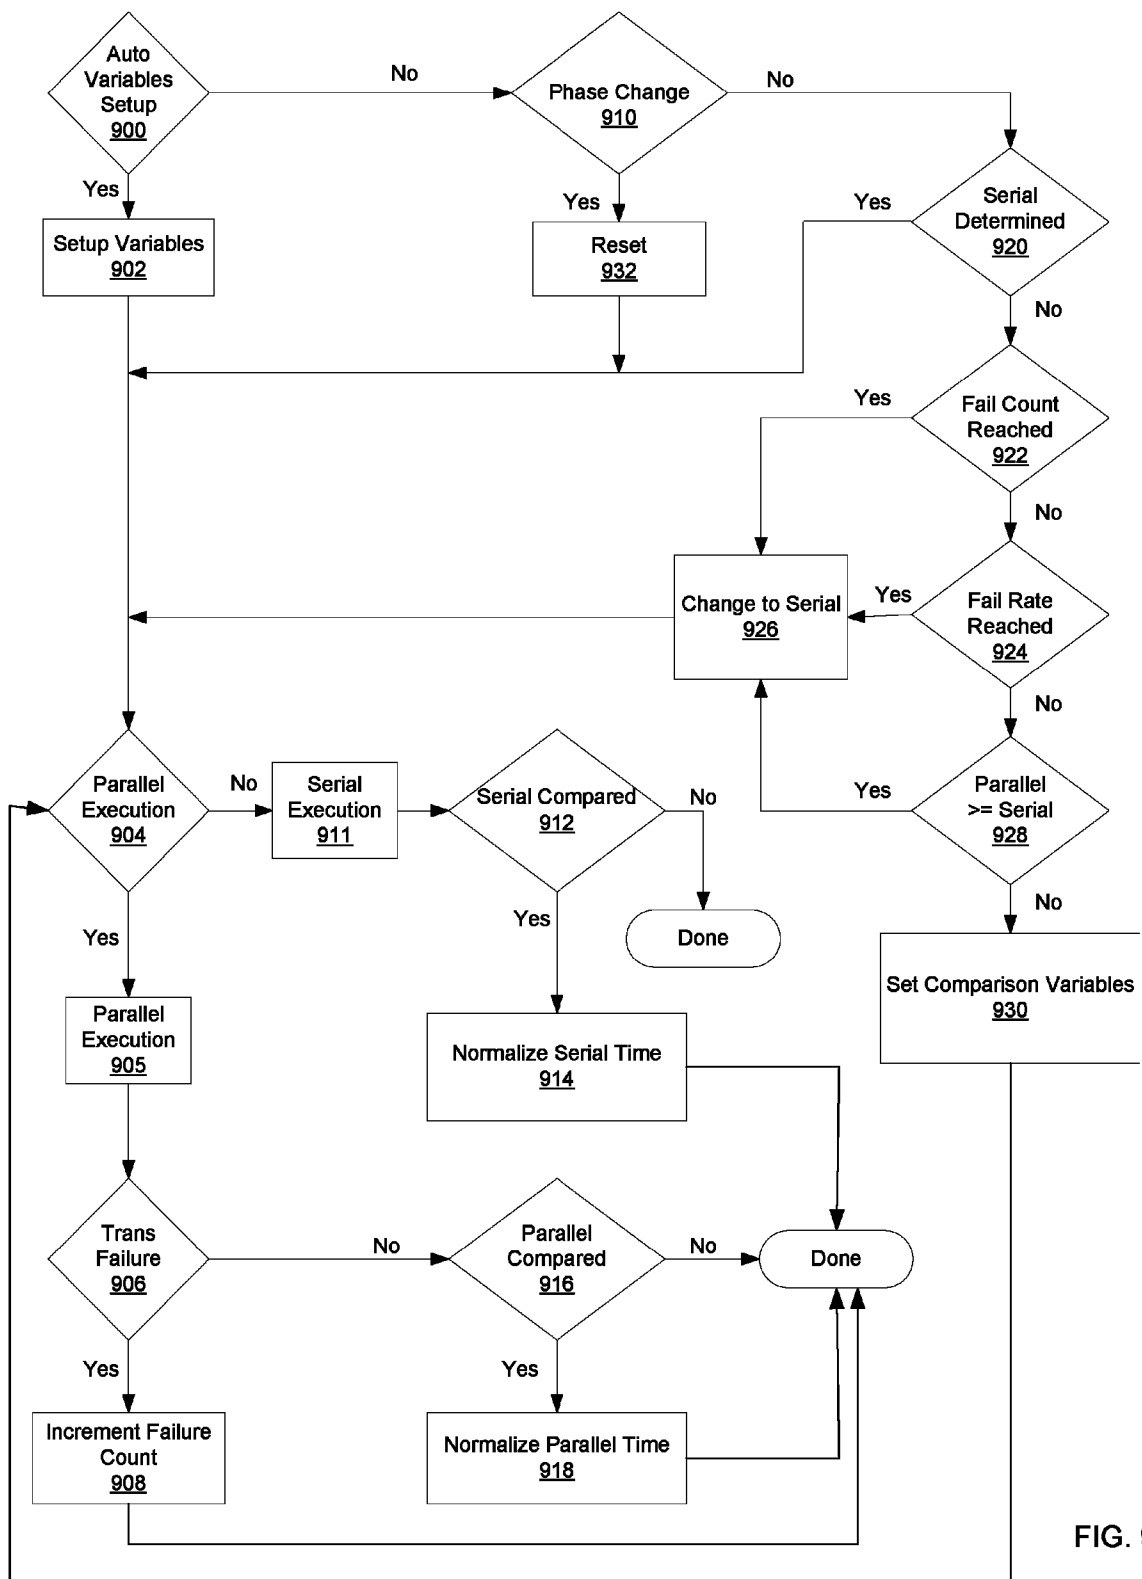 Auto
Variables
Setup
900
No
Phase Change
910
No
Yes
Setup Variables
902
Yes
Reset
932
Yes
Serial
Determined
920
No
Yes
Fail Count
Reached
922
No
Change to Serial
926
Yes
Fail Rate
Reached
924
No
Parallel
Execution
904
No
Serial
Execution
911
Serial Compared
912
No
Yes
Parallel
>= Serial
928
No
Yes
Yes
Done
Set Comparison Variables
930
Parallel
Execution
905
Normalize Serial Time
914
Trans
Failure
906
No
Parallel
Compared
916
No
Done
Yes
Yes
Increment Failure
Count
908
Normalize Parallel Time
918
FIG.